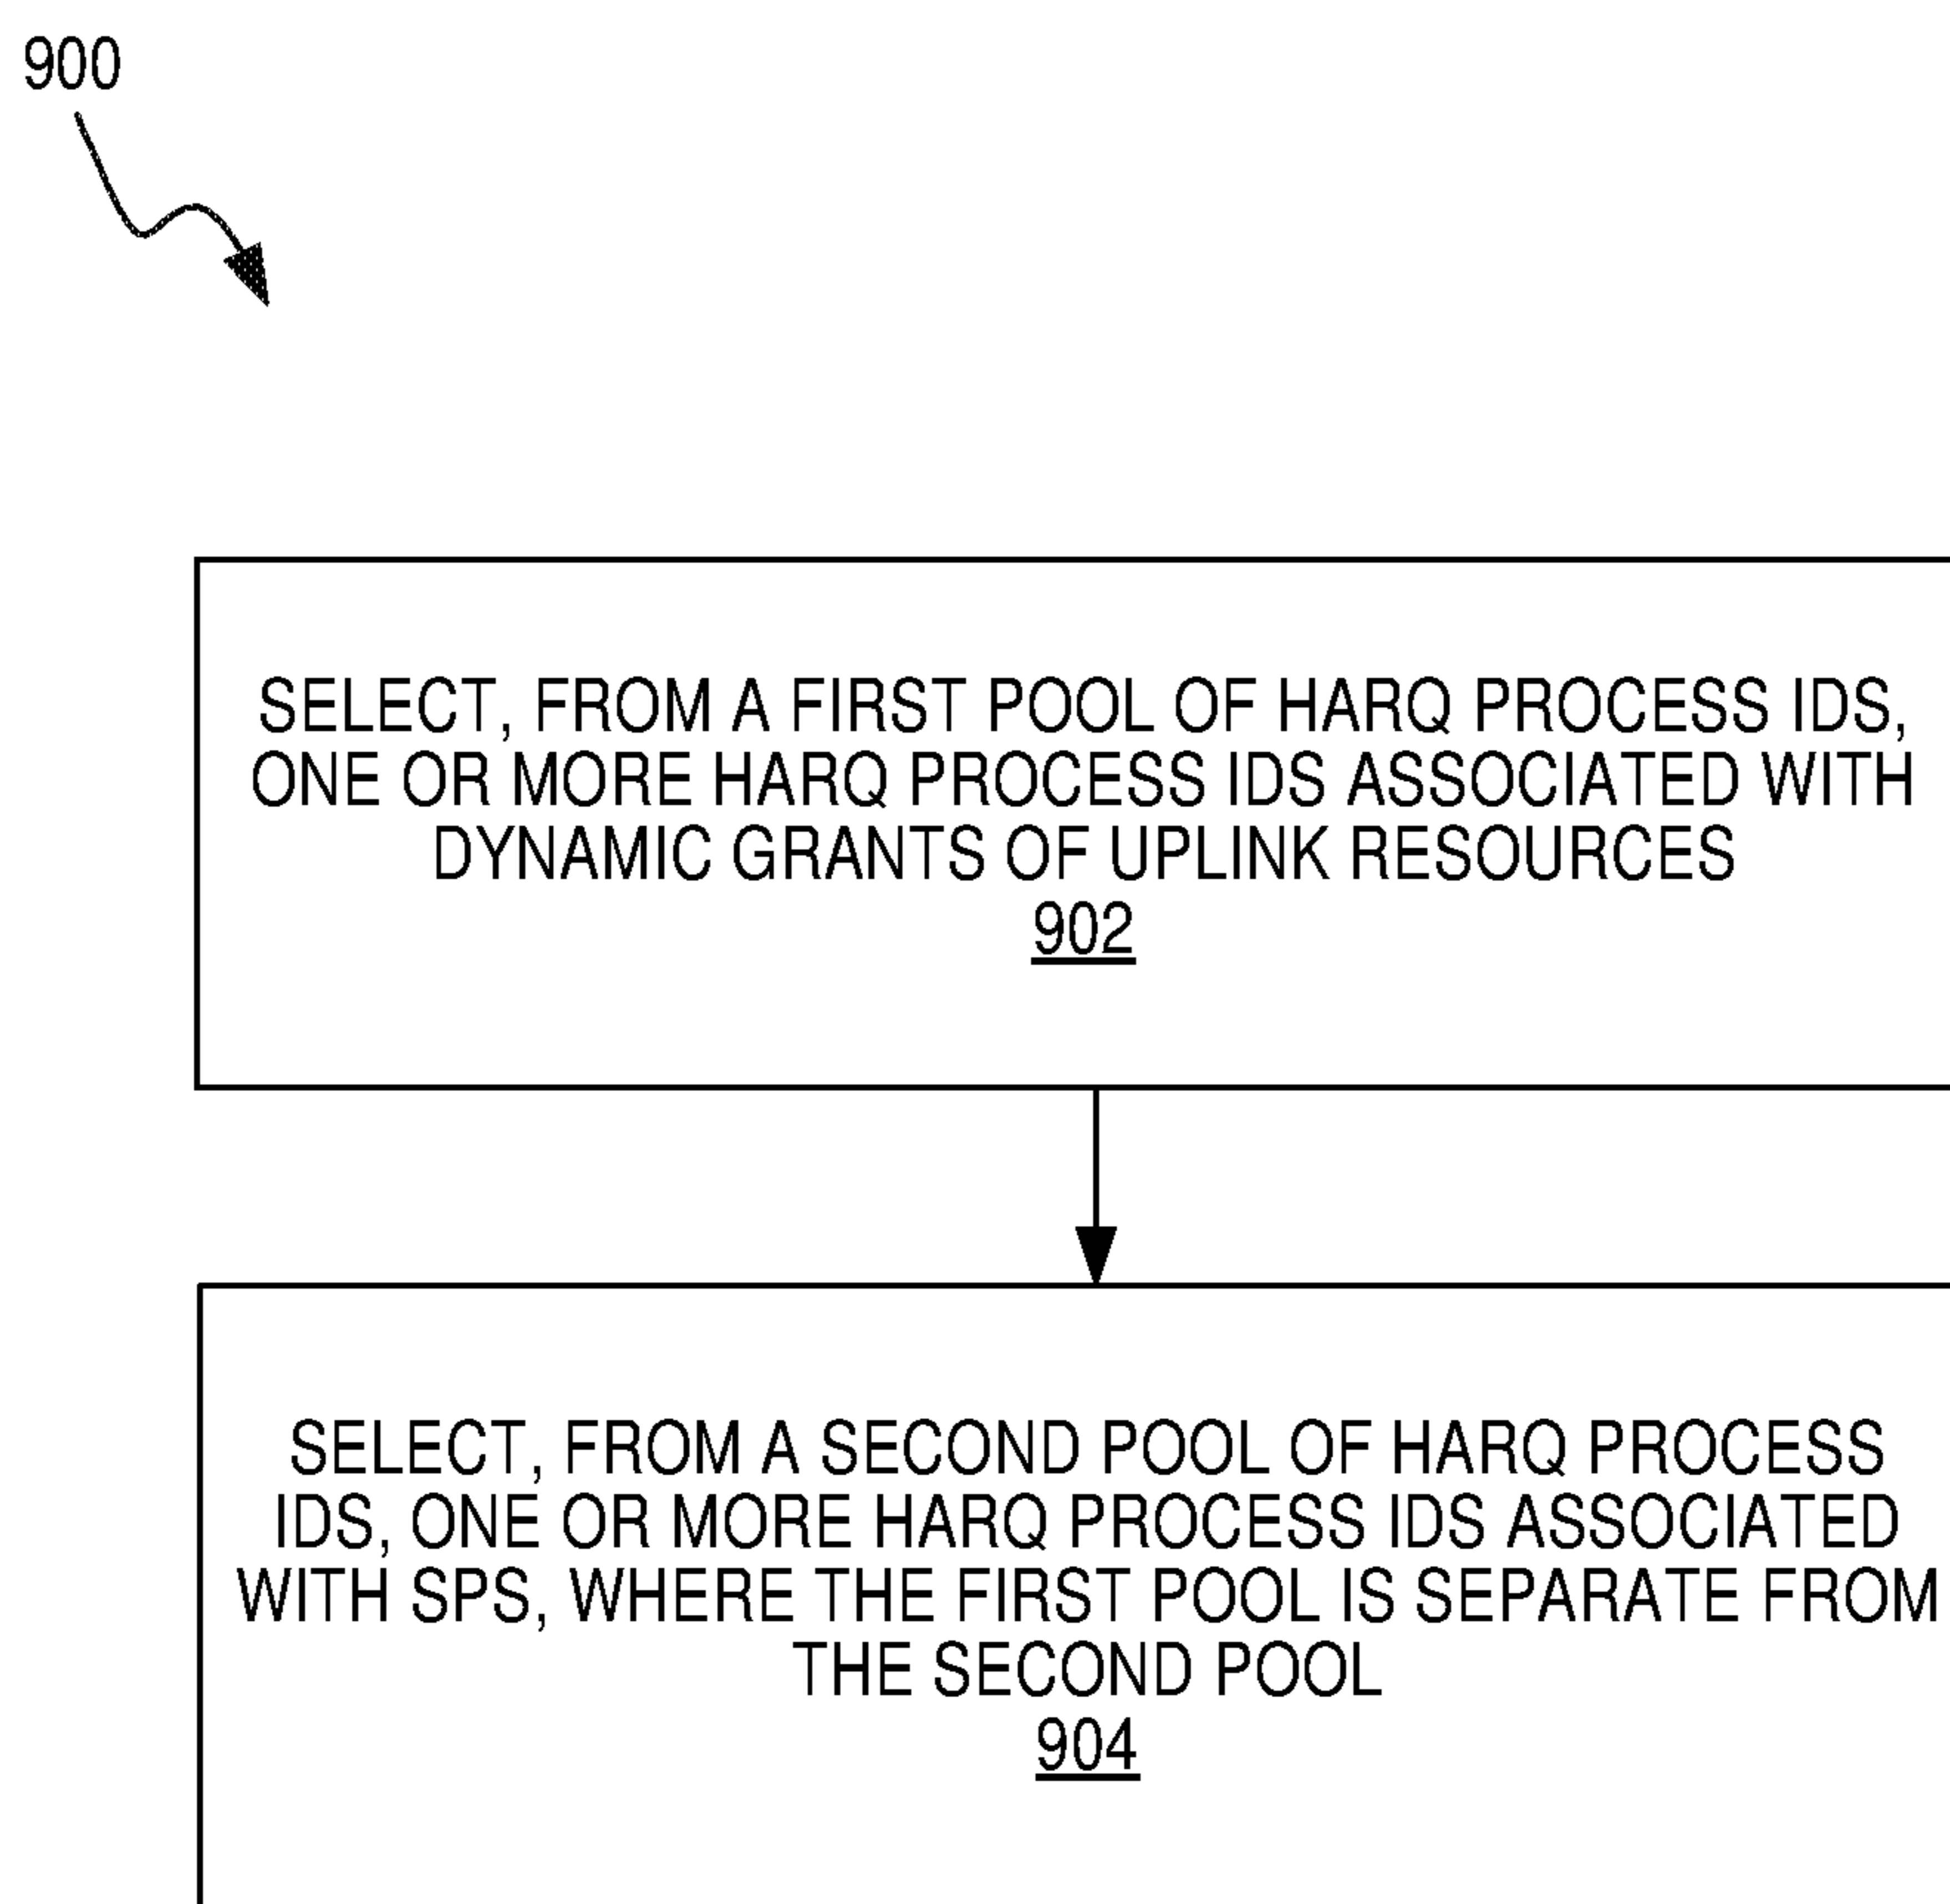 900
SELECT, FROM A FIRST POOL OF HARQ PROCESS IDS,
ONE OR MORE HARQ PROCESS IDS ASSOCIATED WITH
DYNAMIC GRANTS OF UPLINK RESOURCES
902
SELECT, FROM A SECOND POOL OF HARQ PROCESS
IDS, ONE OR MORE HARQ PROCESS IDS ASSOCIATED
WITH SPS, WHERE THE FIRST POOL IS SEPARATE FROM
THE SECOND POOL
904